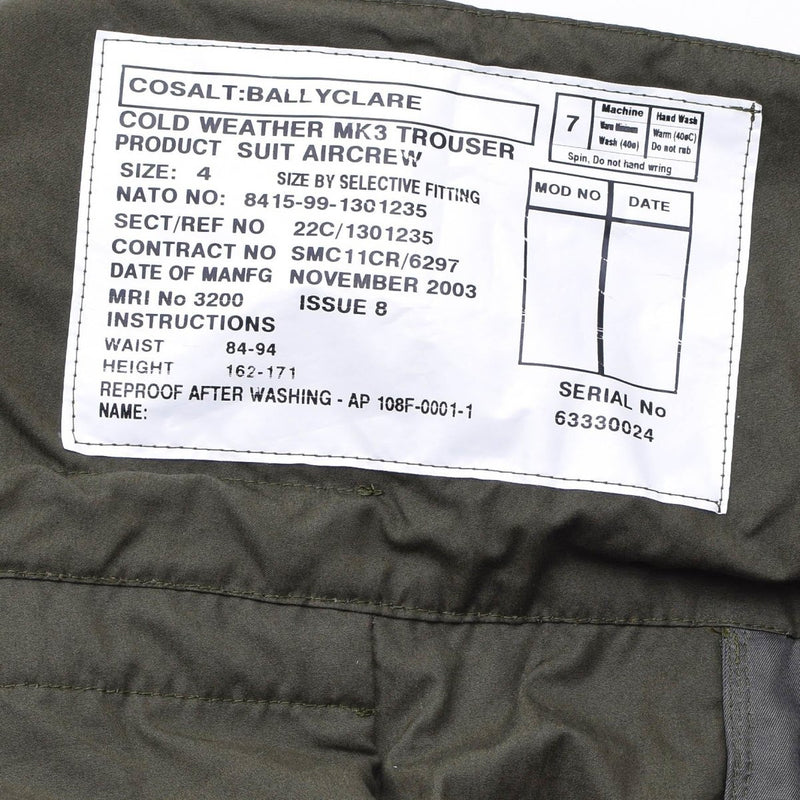 COSALT:BALLYCLARE
COLD WEATHER MK3 TROUSER
PRODUCT SUIT AIRCREW
SIZE: 4 SIZE BY SELECTIVE FITTING
NATO NO: 8415-99-1301235
SECT/REF NO 22C/1301235
CONTRACT NO SMC11CR/6297
DATE OF MANFG NOVEMBER 2003
MRI No 3200 ISSUE 8
INSTRUCTIONS
WAIST 84-94
HEIGHT 162-171
REPROOF AFTER WASHING - AP 108F-0001-1
NAME:
7
Machine
Warm Minimum
Wash (40o)
Hand Wash
Warm (40oC)
Do not rub
Spin. Do not hand wring
MOD NO DATE
SERIAL No
63330024